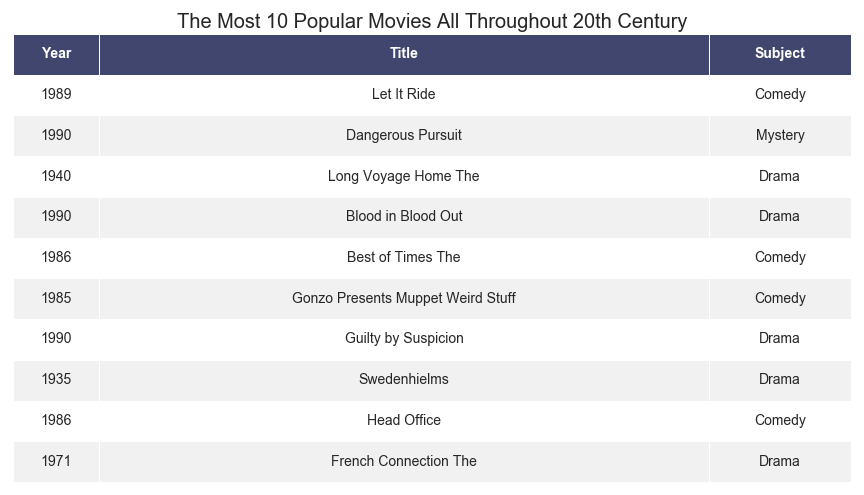 The Most 10 Popular Movies All Throughout 20th Century
Year Title Subject
1989 Let It Ride Comedy
1990 Dangerous Pursuit Mystery
1940 Long Voyage Home The Drama
1990 Blood in Blood Out Drama
1986 Best of Times The Comedy
1985 Gonzo Presents Muppet Weird Stuff Comedy
1990 Guilty by Suspicion Drama
1935 Swedenhielms Drama
1986 Head Office Comedy
1971 French Connection The Drama